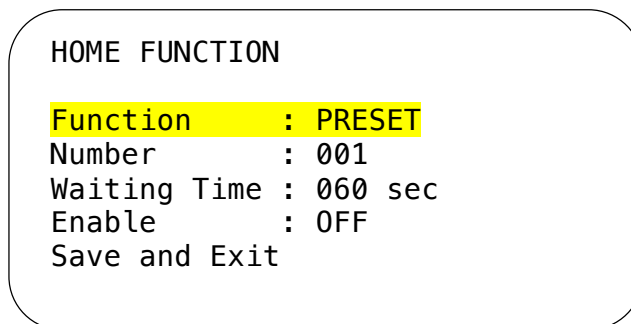 HOME FUNCTION
Function : PRESET
Number : 001
Waiting Time : 060 sec
Enable : OFF
Save and Exit